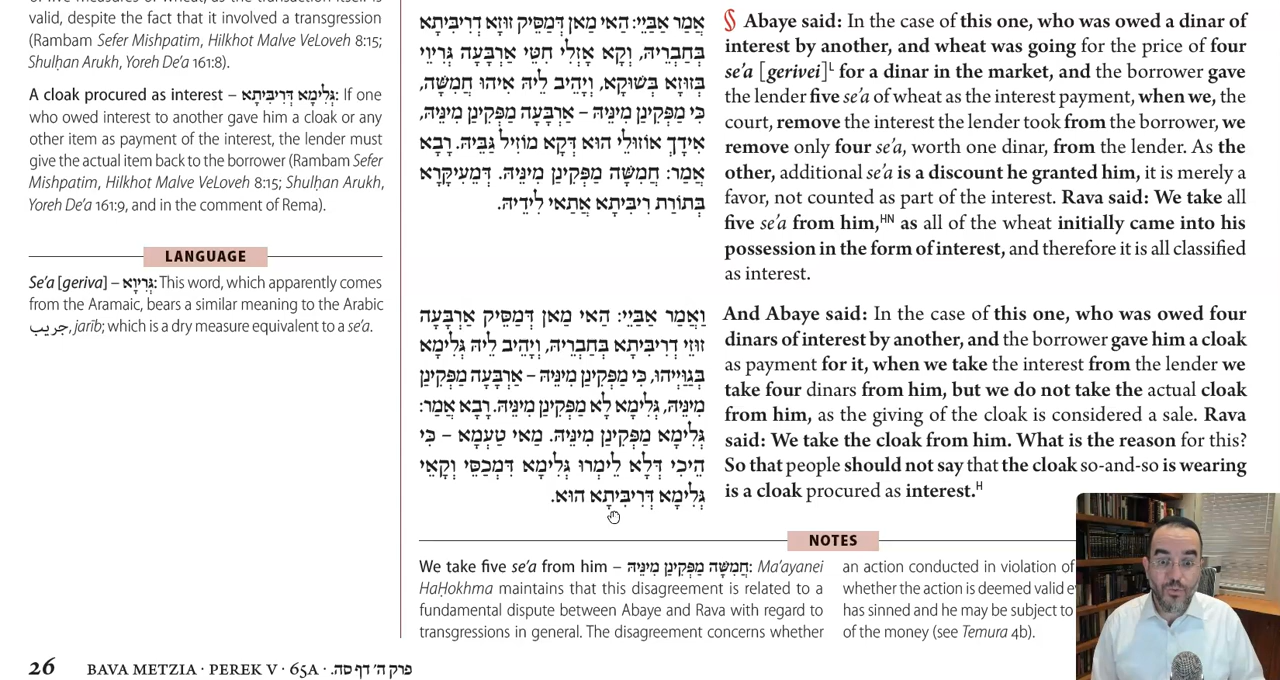 of five measures of wheat, as the transaction itself is
valid, despite the fact that it involved a transgression
(Rambam Sefer Mishpatim, Hilkhot Malve VeLoveh 8:15;
Shulḥan Arukh, Yoreh De'a 161:8).
A cloak procured as interest – גְּלִימָא דְּרִיבִּיתָא: If one
who owed interest to another gave him a cloak or any
other item as payment of the interest, the lender must
give the actual item back to the borrower (Rambam Sefer
Mishpatim, Hilkhot Malve VeLoveh 8:15; Shulḥan Arukh,
Yoreh De'a 161:9, and in the comment of Rema).
LANGUAGE
Se'a [geriva] – גְּרִיוָא: This word, which apparently comes
from the Aramaic, bears a similar meaning to the Arabic
جريب, jarīb; which is a dry measure equivalent to a se'a.
אֲמַר אַבַּיֵי: הַאי מַאן דְּמַסֵּיק זוּזָא דְּרִיבִּיתָא
בְּחַבְרֵיהּ, וְקָא אָזְלִי חִטֵּי אַרְבָּעָה גְּרִיוֵי
בְּזוּזָא בְּשׁוּקָא, וְיָהֵיב לֵיהּ אִיהוּ חֲמִשָּׁה,
כִּי מַפְּקִינַן מִינֵּיהּ – אַרְבָּעָה מַפְּקִינַן מִינֵּיהּ,
אִידָךְ אוֹזוֹלֵי הוּא דְּקָא מוֹזִיל גַּבֵּיהּ. רָבָא
אֲמַר: חֲמִשָּׁה מַפְּקִינַן מִינֵּיהּ. דְּמֵעִיקָּרָא
בְּתוֹרַת רִיבִּיתָא אֲתַאי לִידֵיהּ.
וַאֲמַר אַבַּיֵי: הַאי מַאן דְּמַסֵּיק אַרְבָּעָה
זוּזֵי דְּרִיבִּיתָא בְּחַבְרֵיהּ, וְיָהֵיב לֵיהּ גְּלִימָא
בְּגַוַּיְיהוּ, כִּי מַפְּקִינַן מִינֵּיהּ – אַרְבָּעָה מַפְּקִינַן
מִינֵּיהּ, גְּלִימָא לָא מַפְּקִינַן מִינֵּיהּ. רָבָא אֲמַר:
גְּלִימָא מַפְּקִינַן מִינֵּיהּ. מַאי טַעְמָא – כִּי
הֵיכִי דְּלָא לֵימְרוּ גְּלִימָא דִּמְכַסֵּי וְקָאֵי
גְּלִימָא דְּרִיבִּיתָא הוּא.
Abaye said: In the case of this one, who was owed a dinar of
interest by another, and wheat was going for the price of four
se'a [gerivei]L for a dinar in the market, and the borrower gave
the lender five se'a of wheat as the interest payment, when we, the
court, remove the interest the lender took from the borrower, we
remove only four se'a, worth one dinar, from the lender. As the
other, additional se'a is a discount he granted him, it is merely a
favor, not counted as part of the interest. Rava said: We take all
five se'a from him,HN as all of the wheat initially came into his
possession in the form of interest, and therefore it is all classified
as interest.
And Abaye said: In the case of this one, who was owed four
dinars of interest by another, and the borrower gave him a cloak
as payment for it, when we take the interest from the lender we
take four dinars from him, but we do not take the actual cloak
from him, as the giving of the cloak is considered a sale. Rava
said: We take the cloak from him. What is the reason for this?
So that people should not say that the cloak so-and-so is wearing
is a cloak procured as interest.H
NOTES
We take five se'a from him – חֲמִשָּׁה מַפְּקִינַן מִינֵּיהּ: Ma'ayanei
HaḤokhma maintains that this disagreement is related to a
fundamental dispute between Abaye and Rava with regard to
transgressions in general. The disagreement concerns whether
an action conducted in violation of
whether the action is deemed valid
has sinned and he may be subject to
of the money (see Temura 4b).
26 BAVA METZIA · PEREK V · 65A · פרק ה׳ דף סה.